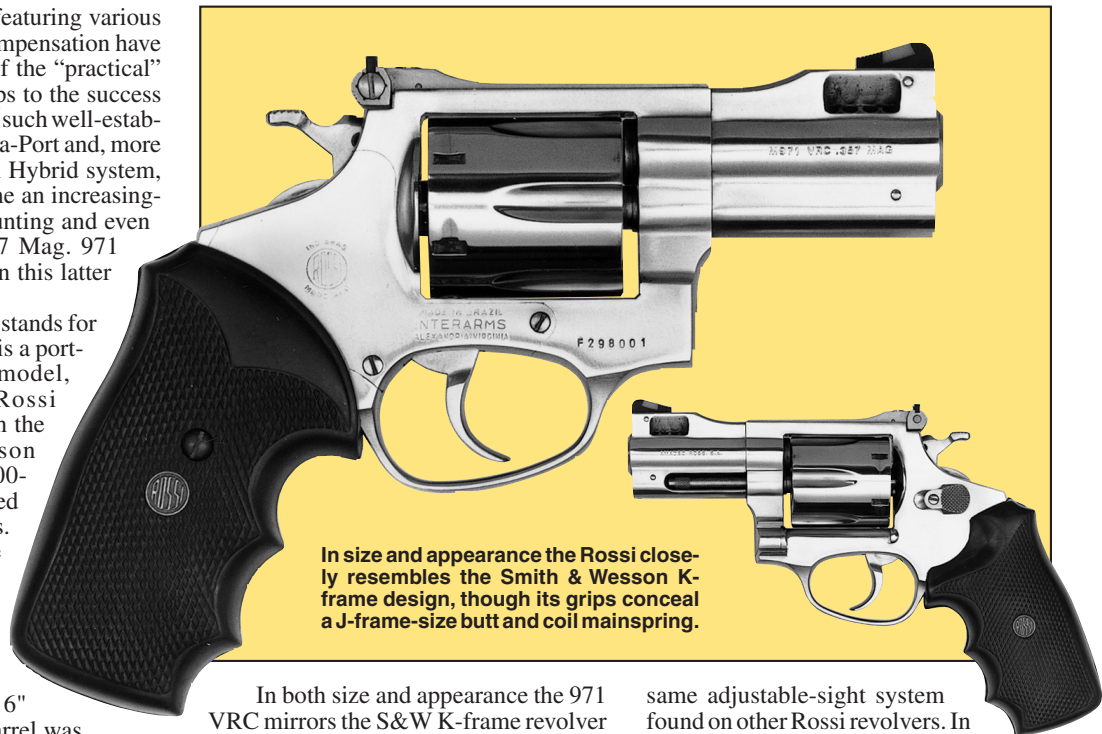 featuring various
mpensation have
f the “practical”
ps to the success
such well-estab-
a-Port and, more
Hybrid system,
ne an increasing-
unting and even
7 Mag. 971
n this latter
stands for
is a port-
model,
Rossi
n the
son
00-
ed
s.
6"
rrel was
M971 VRC .357 MAG
ROSSI
MADE IN BRAZIL
INTERARMS
ALEXANDRIA VIRGINIA
F298001
ROSSI
AMADEO ROSSI S.A.
In size and appearance the Rossi close-
ly resembles the Smith & Wesson K-
frame design, though its grips conceal
a J-frame-size butt and coil mainspring.
In both size and appearance the 971
VRC mirrors the S&W K-frame revolver
same adjustable-sight system
found on other Rossi revolvers. In